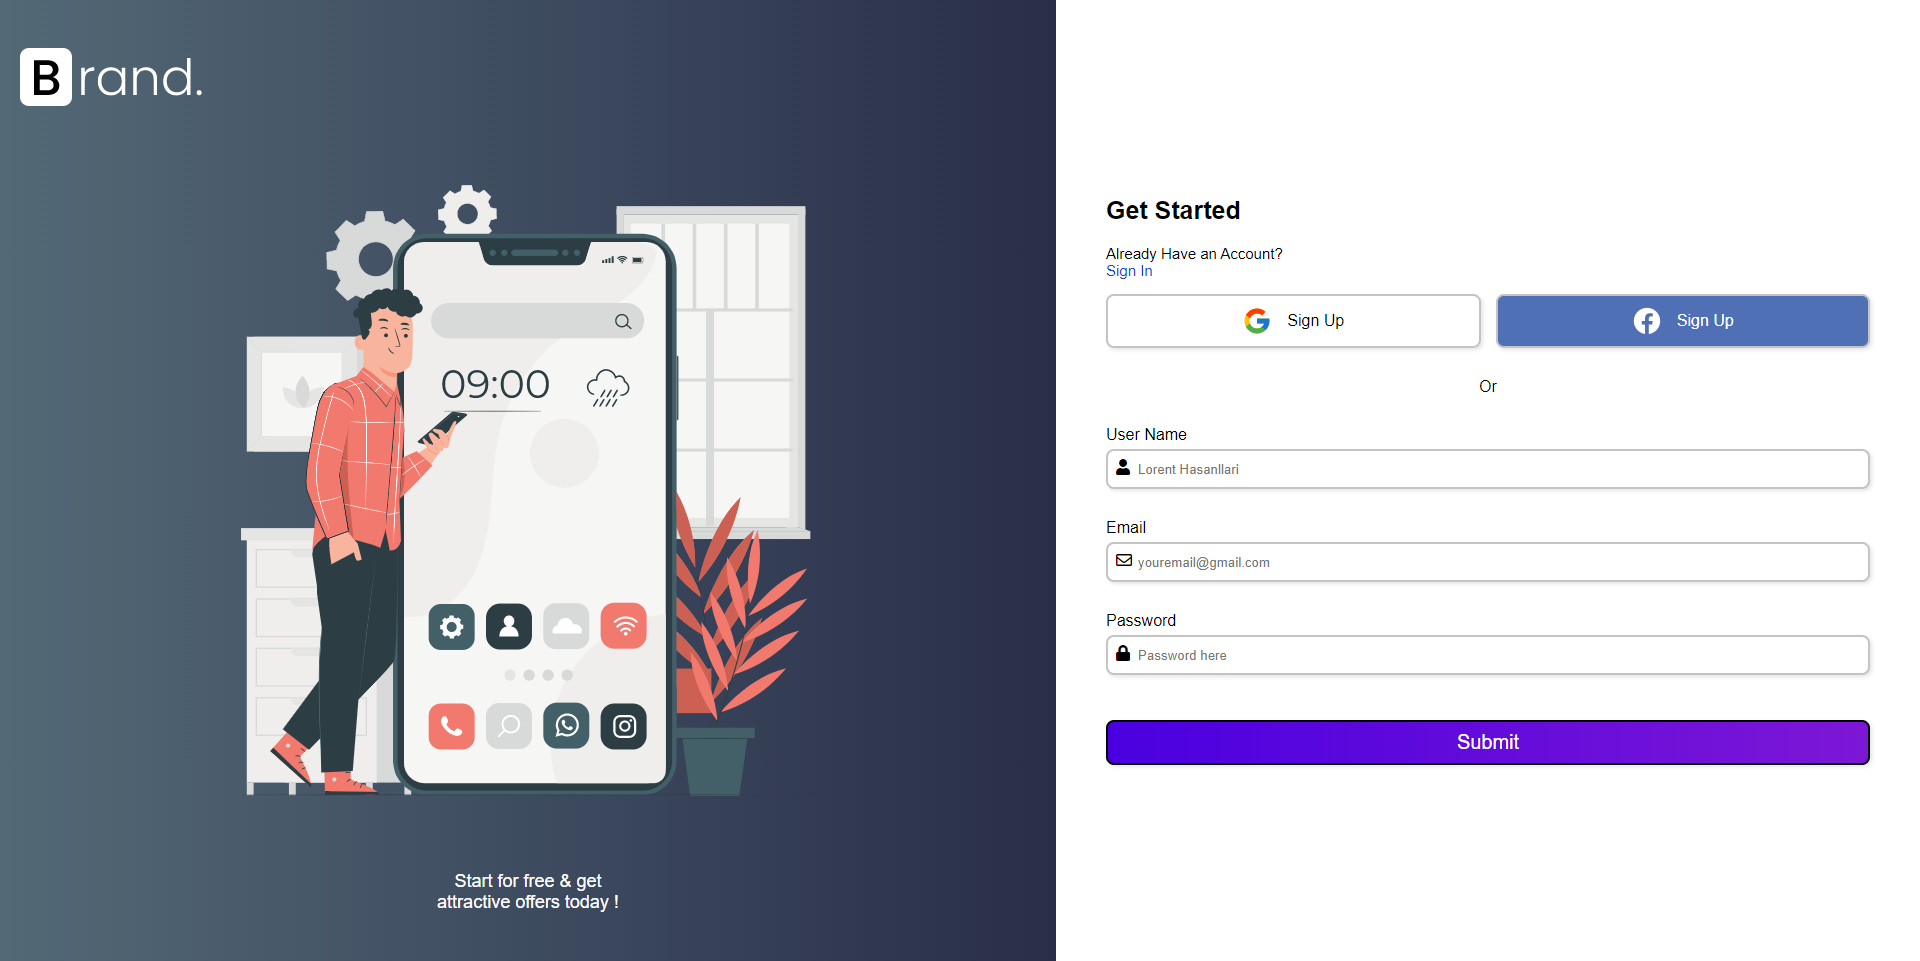 Brand.
09:00
Start for free & get
attractive offers today !
Get Started
Already Have an Account?
Sign In
Sign Up
Sign Up
Or
User Name
Lorent Hasanllari
Email
youremail@gmail.com
Password
Password here
Submit